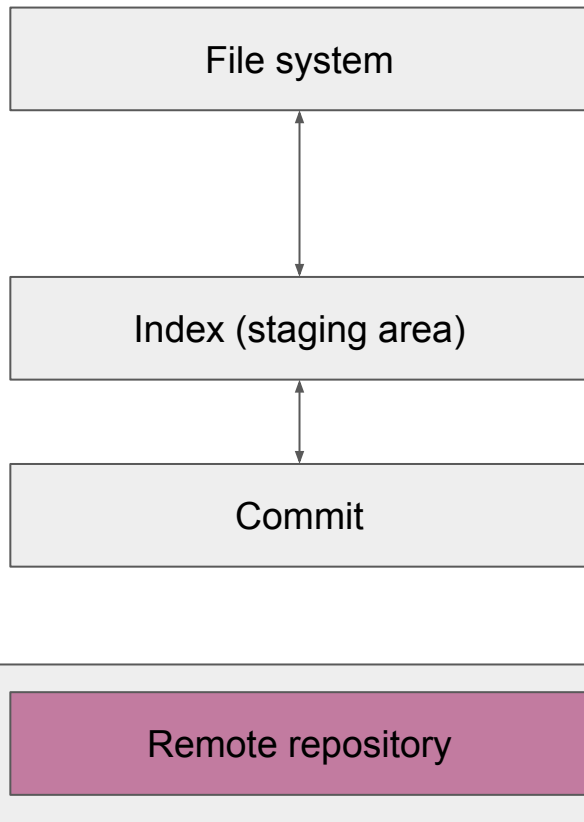 File system
Index (staging area)
Commit
Remote repository